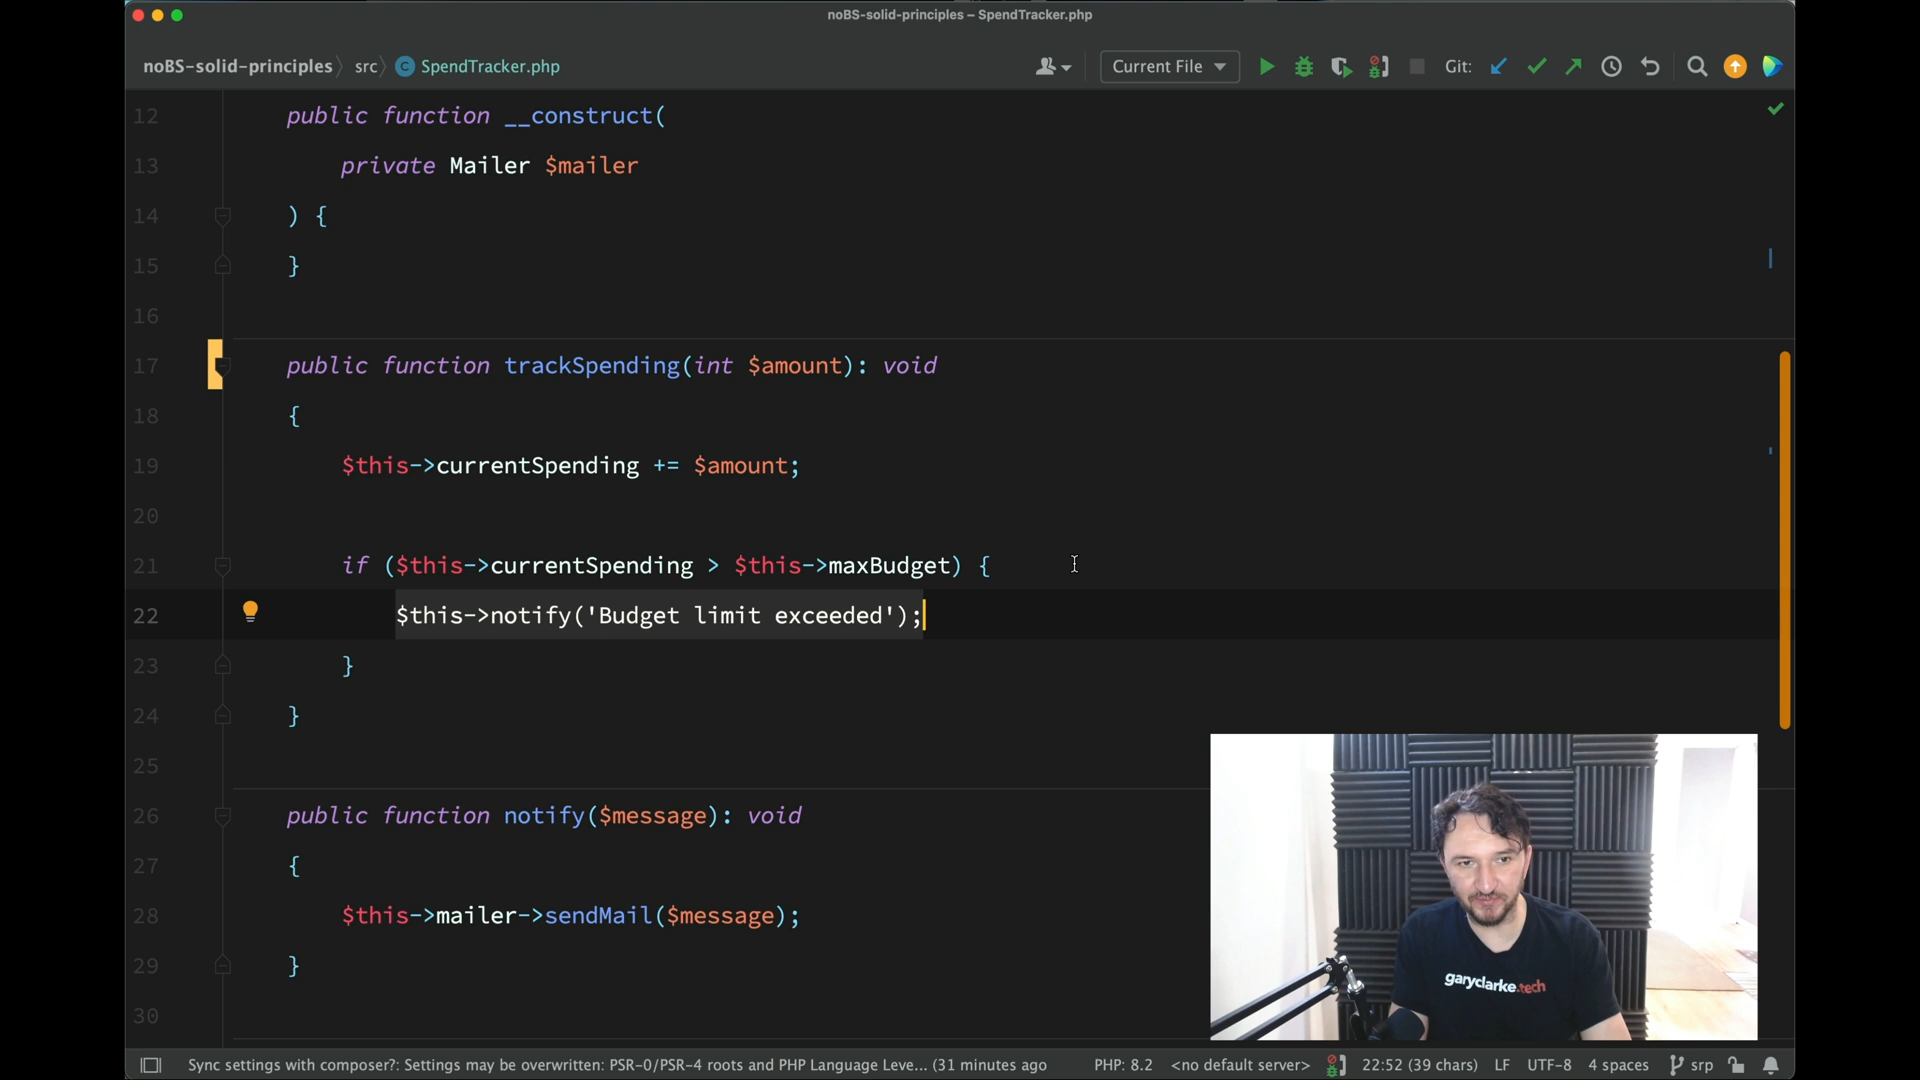 noBS-solid-principles – SpendTracker.php
noBS-solid-principles src C SpendTracker.php Current File Git:
12 public function __construct(
13 private Mailer $mailer
14 ) {
15 }
16
17 public function trackSpending(int $amount): void
18 {
19 $this->currentSpending += $amount;
20
21 if ($this->currentSpending > $this->maxBudget) {
22 $this->notify('Budget limit exceeded');
23 }
24 }
25
26 public function notify($message): void
27 {
28 $this->mailer->sendMail($message);
29 }
30
garyclarke.tech
Sync settings with composer?: Settings may be overwritten: PSR-0/PSR-4 roots and PHP Language Leve... (31 minutes ago PHP: 8.2 <no default server> 22:52 (39 chars) LF UTF-8 4 spaces srp